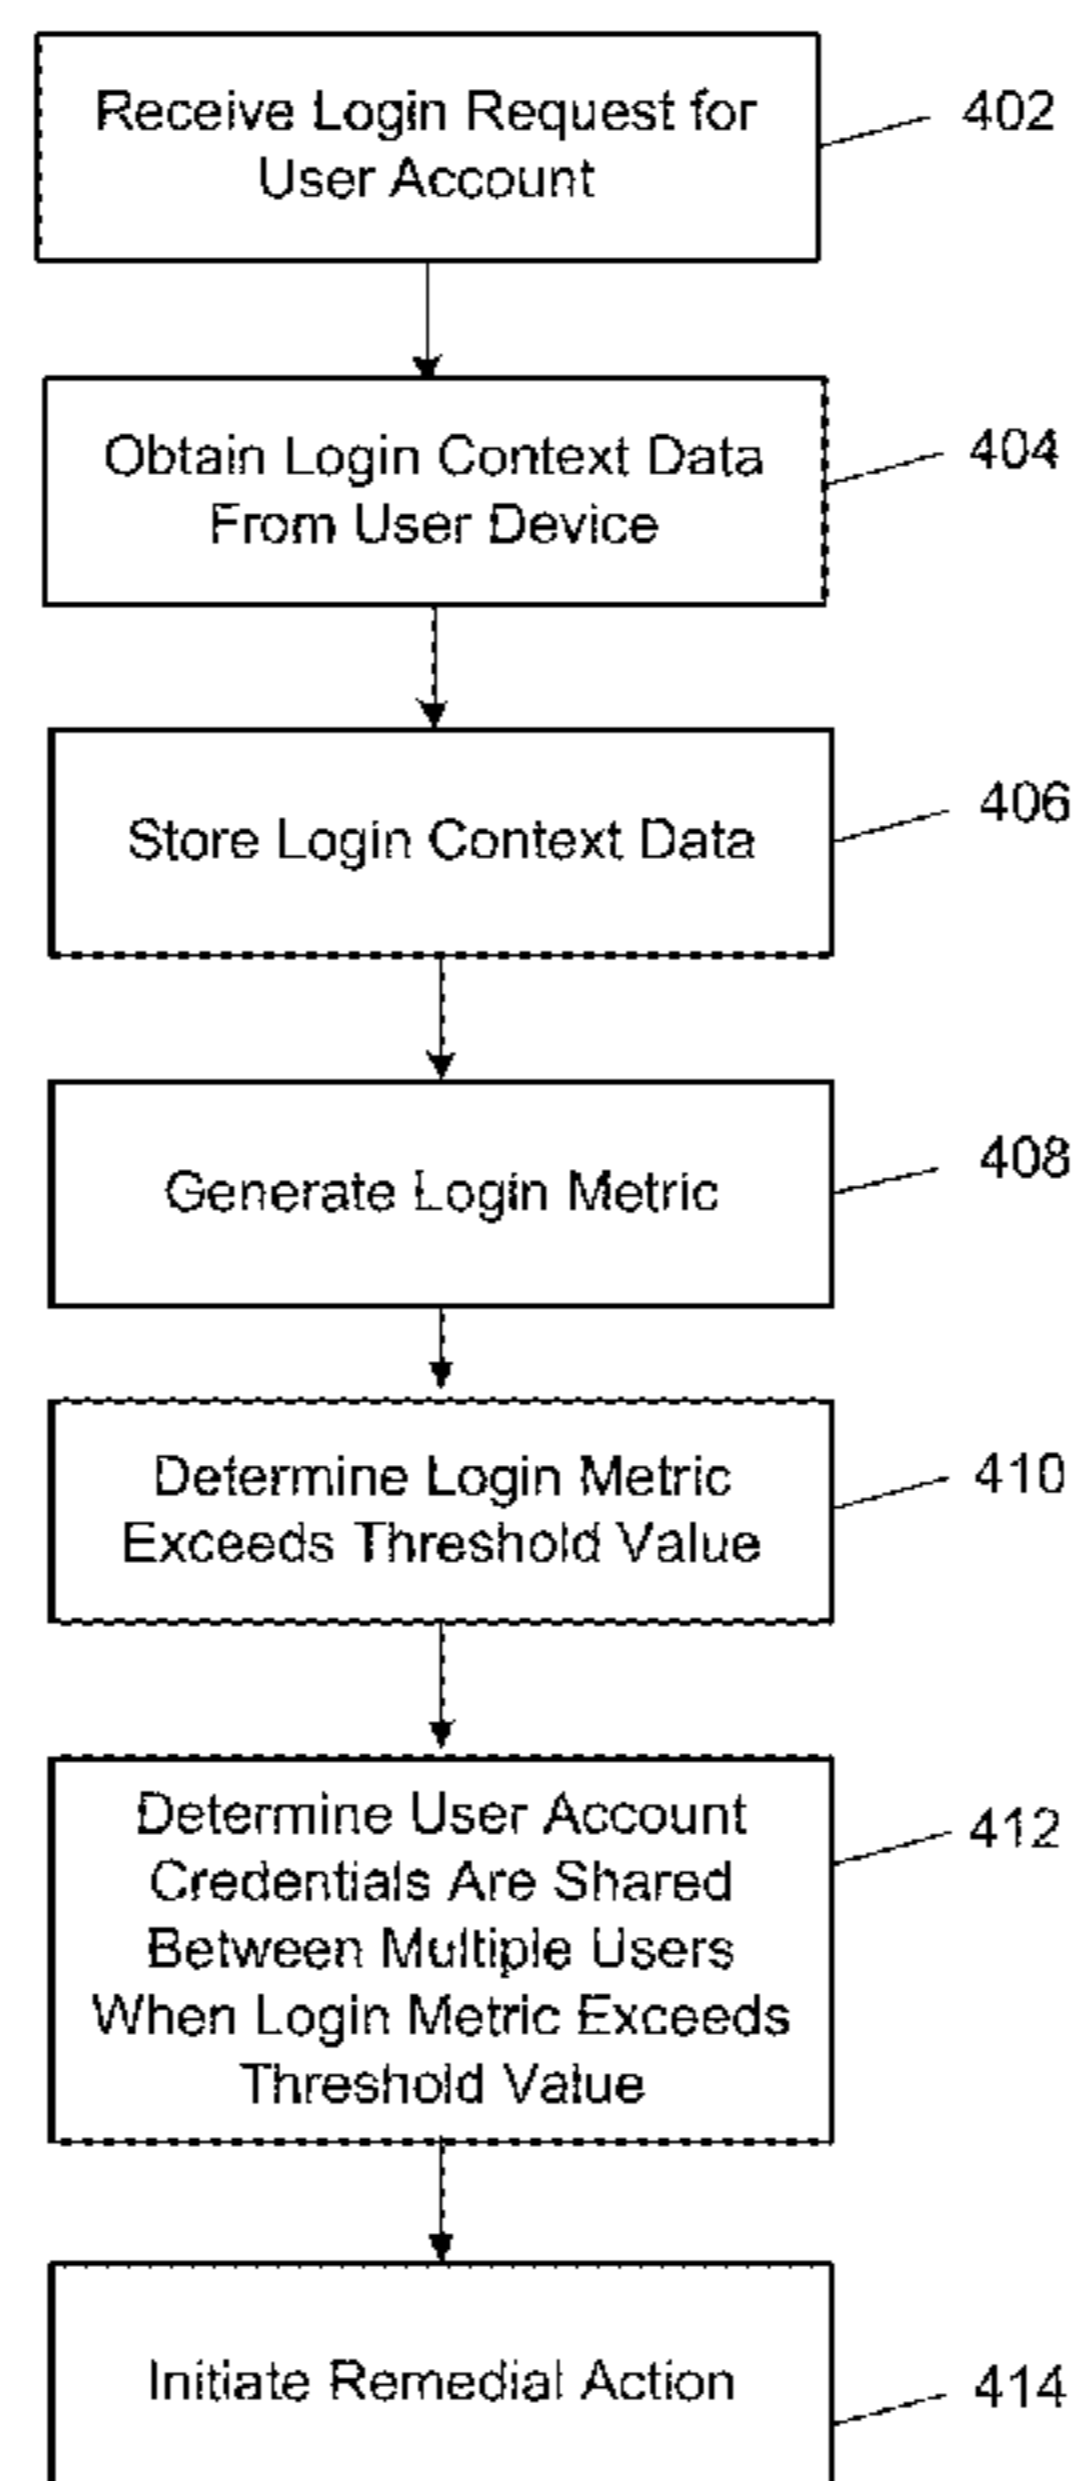 Receive Login Request for
User Account
402
Obtain Login Context Data
From User Device
404
Store Login Context Data
406
Generate Login Metric
408
Determine Login Metric
Exceeds Threshold Value
410
Determine User Account
Credentials Are Shared
Between Multiple Users
When Login Metric Exceeds
Threshold Value
412
Initiate Remedial Action
414